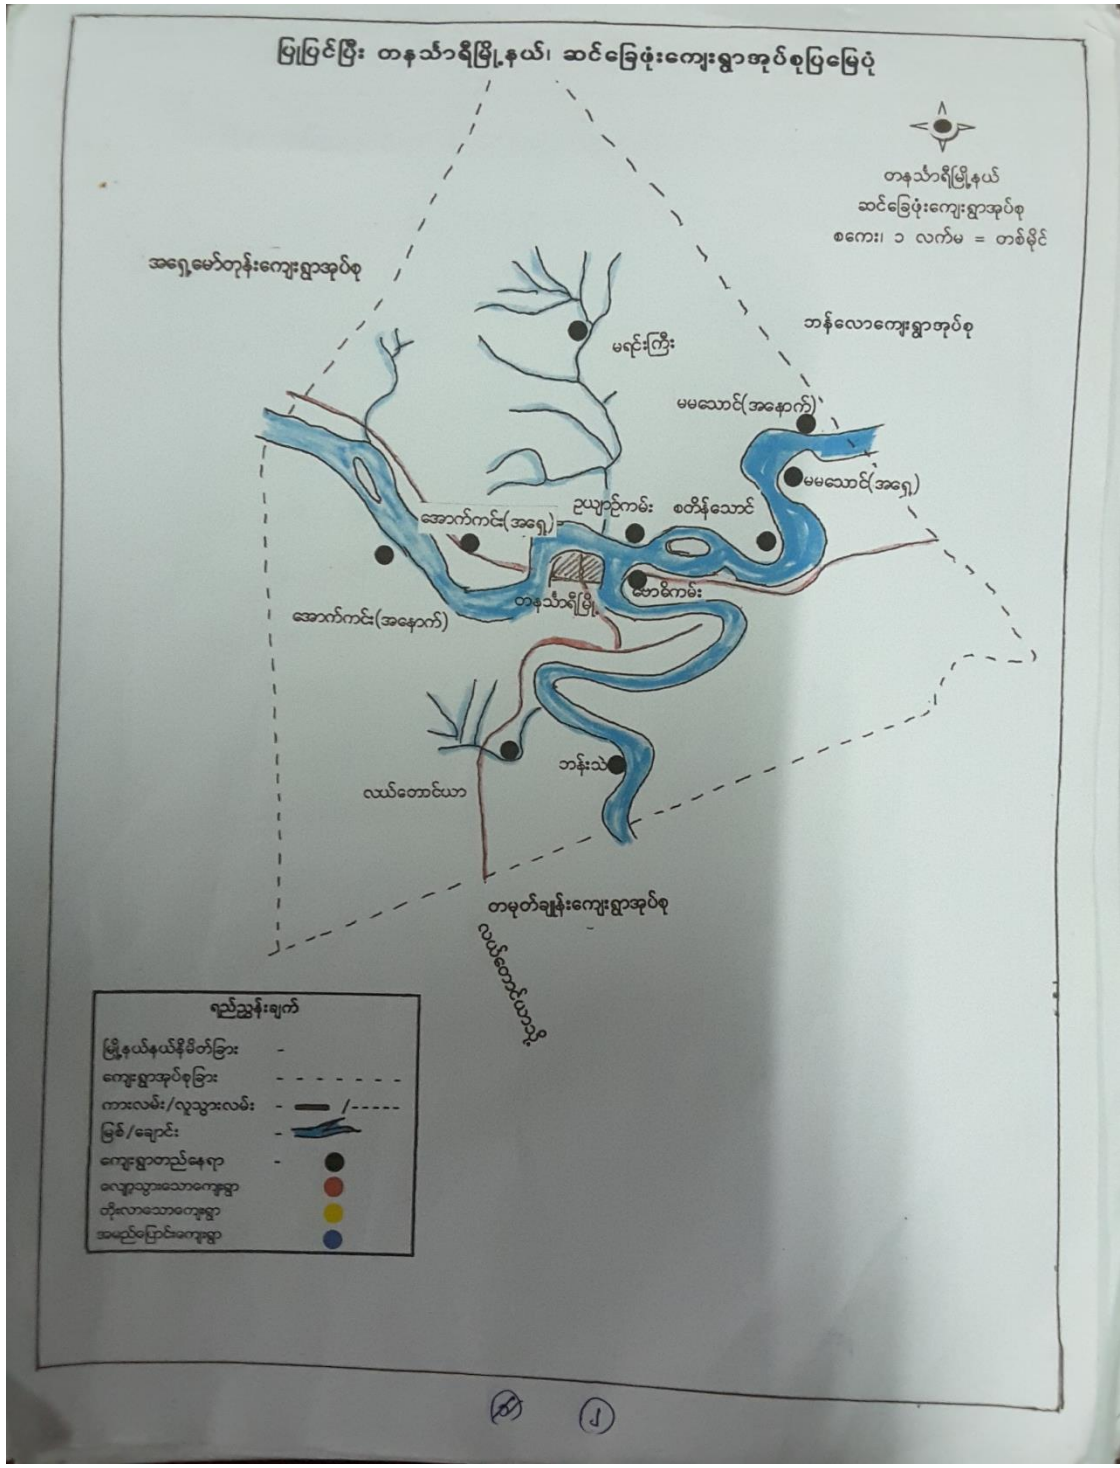 ပြုပြင်ပြီး တနင်္သာရီမြို့နယ်၊ ဆင်ခြေဖုံးကျေးရွာအုပ်စုပြမြေပုံ
တနင်္သာရီမြို့နယ်
ဆင်ခြေဖုံးကျေးရွာအုပ်စု
စကေး၊ ၁ လက်မ = တစ်မိုင်
အရှေ့မော်တုန်းကျေးရွာအုပ်စု
ဘန်လောကျေးရွာအုပ်စု
မရင်းကြီး
မမသောင်(အနောက်)
မမသောင်(အရှေ့)
ဥယျာဉ်ကမ်း
စတိန်သောင်
အောက်ကင်း(အရှေ့)
တနင်္သာရီမြို့
ဗောဓိကမ်း
အောက်ကင်း(အနောက်)
ဘန်းသဲ
လယ်တောင်ယာ
တမုတ်ချုန်းကျေးရွာအုပ်စု
လယ်တောင်ယာသို့
ရည်ညွှန်းချက်
မြို့နယ်နယ်နိမိတ်ခြား -
ကျေးရွာအုပ်စုခြား - - - - - - -
ကားလမ်း/လူသွားလမ်း - /-----
မြစ်/ချောင်း -
ကျေးရွာတည်နေရာ -
လျော့သွားသောကျေးရွာ
တိုးလာသောကျေးရွာ
အမည်ပြောင်းကျေးရွာ
၂